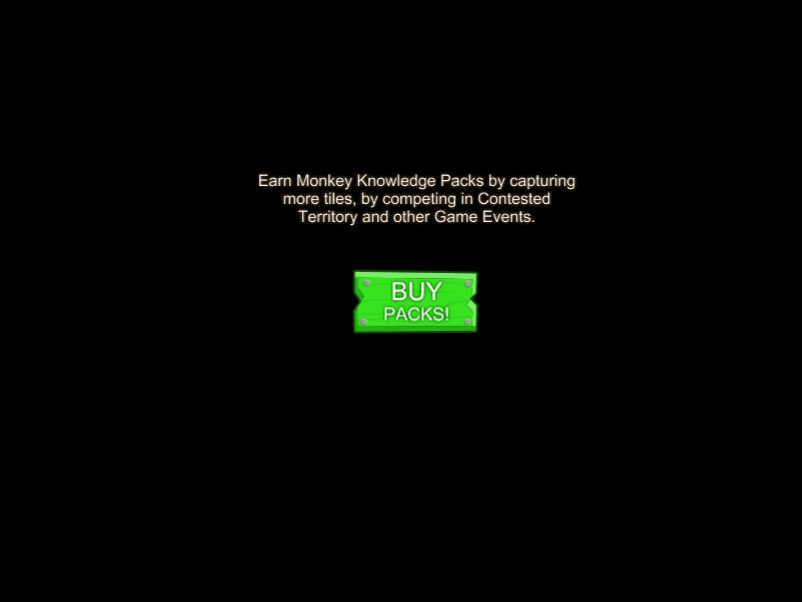 Earn Monkey Knowledge Packs by capturing
more tiles, by competing in Contested
Territory and other Game Events.
BUY
PACKS!